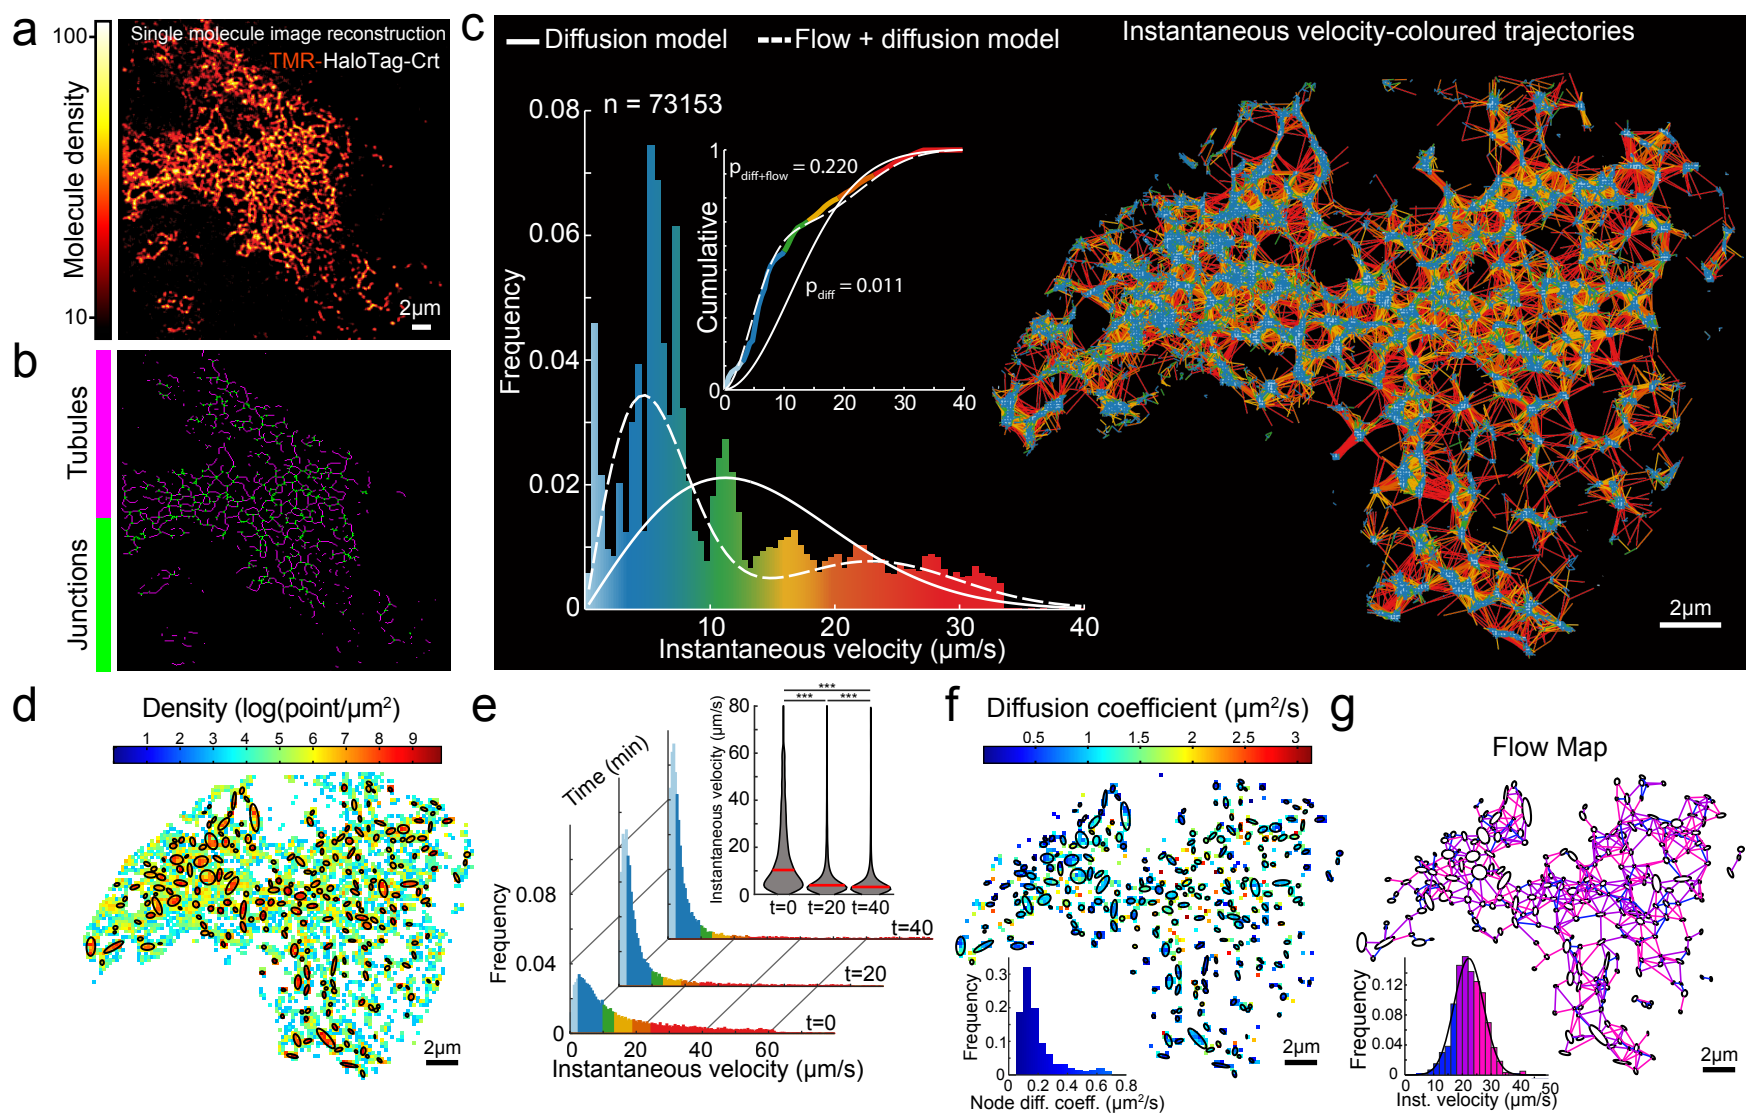 a
100
10
Molecule density
Single molecule image reconstruction
TMR-HaloTag-Crt
2µm
b
Tubules
Junctions
c
Diffusion model
Flow + diffusion model
Instantaneous velocity-coloured trajectories
n = 73153
0.08
0.06
0.04
0.02
0
Frequency
10
20
30
40
Instantaneous velocity (µm/s)
1
0
Cumulative
p diff+flow = 0.220
p diff = 0.011
0
10
20
30
40
2µm
d
Density (log(point/µm²)
1 2 3 4 5 6 7 8 9
2µm
e
Time (min)
0.08
0.04
0
Frequency
0 20 40 60
Instantaneous velocity (µm/s)
t=40
t=20
t=0
***
*** ***
80
60
40
20
0
Instantaneous velocity (µm/s)
t=0 t=20 t=40
f
Diffusion coefficient (µm²/s)
0.5 1 1.5 2 2.5 3
0.3
0.2
0.1
0
Frequency
0 0.2 0.4 0.6 0.8
Node diff. coeff. (µm²/s)
2µm
g
Flow Map
0.12
0.08
0.04
0
Frequency
0 10 20 30 40 50
Inst. velocity (µm/s)
2µm